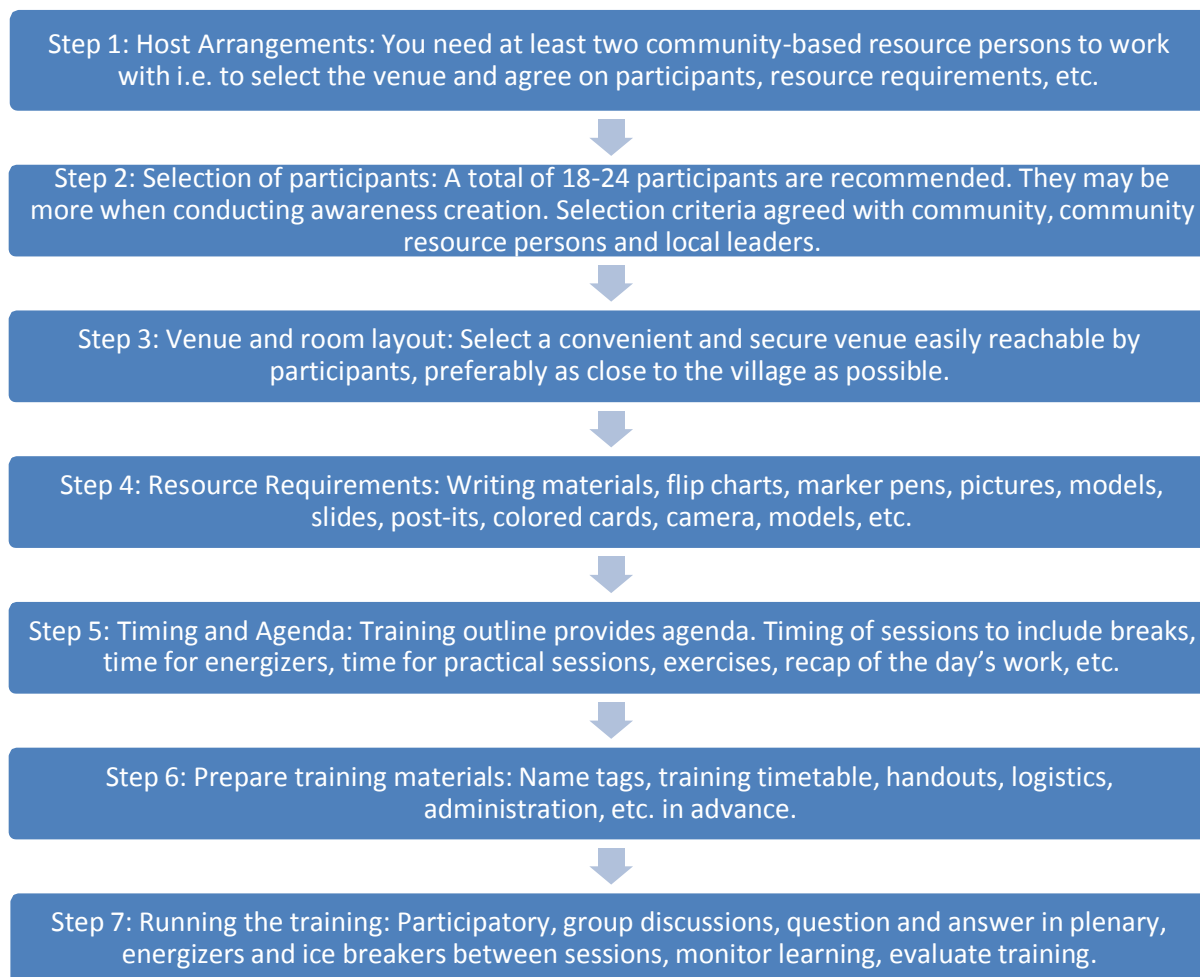 Step 1: Host Arrangements: You need at least two community-based resource persons to work
with i.e. to select the venue and agree on participants, resource requirements, etc.
Step 2: Selection of participants: A total of 18-24 participants are recommended. They may be
more when conducting awareness creation. Selection criteria agreed with community, community
resource persons and local leaders.
Step 3: Venue and room layout: Select a convenient and secure venue easily reachable by
participants, preferably as close to the village as possible.
Step 4: Resource Requirements: Writing materials, flip charts, marker pens, pictures, models,
slides, post-its, colored cards, camera, models, etc.
Step 5: Timing and Agenda: Training outline provides agenda. Timing of sessions to include breaks,
time for energizers, time for practical sessions, exercises, recap of the day’s work, etc.
Step 6: Prepare training materials: Name tags, training timetable, handouts, logistics,
administration, etc. in advance.
Step 7: Running the training: Participatory, group discussions, question and answer in plenary,
energizers and ice breakers between sessions, monitor learning, evaluate training.